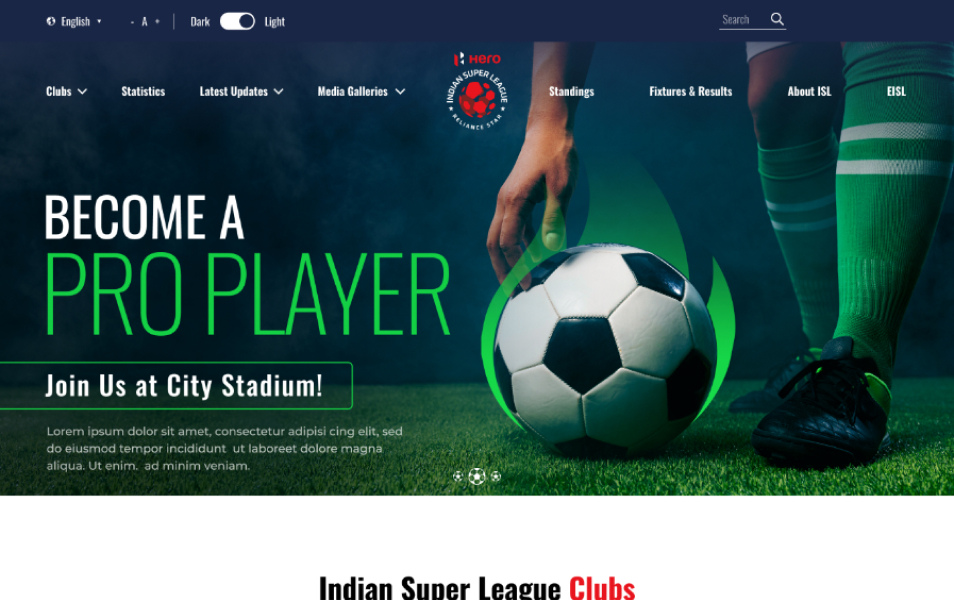 English
- A +
Dark
Light
Search
Clubs
Statistics
Latest Updates
Media Galleries
Hero
INDIAN SUPER LEAGUE
RELIANCE STAR
Standings
Fixtures & Results
About ISL
EISL
BECOME A
PRO PLAYER
Join Us at City Stadium!
Lorem ipsum dolor sit amet, consectetur adipisi cing elit, sed
do eiusmod tempor incididunt ut laboreet dolore magna
aliqua. Ut enim. ad minim veniam.
Indian Super League Clubs